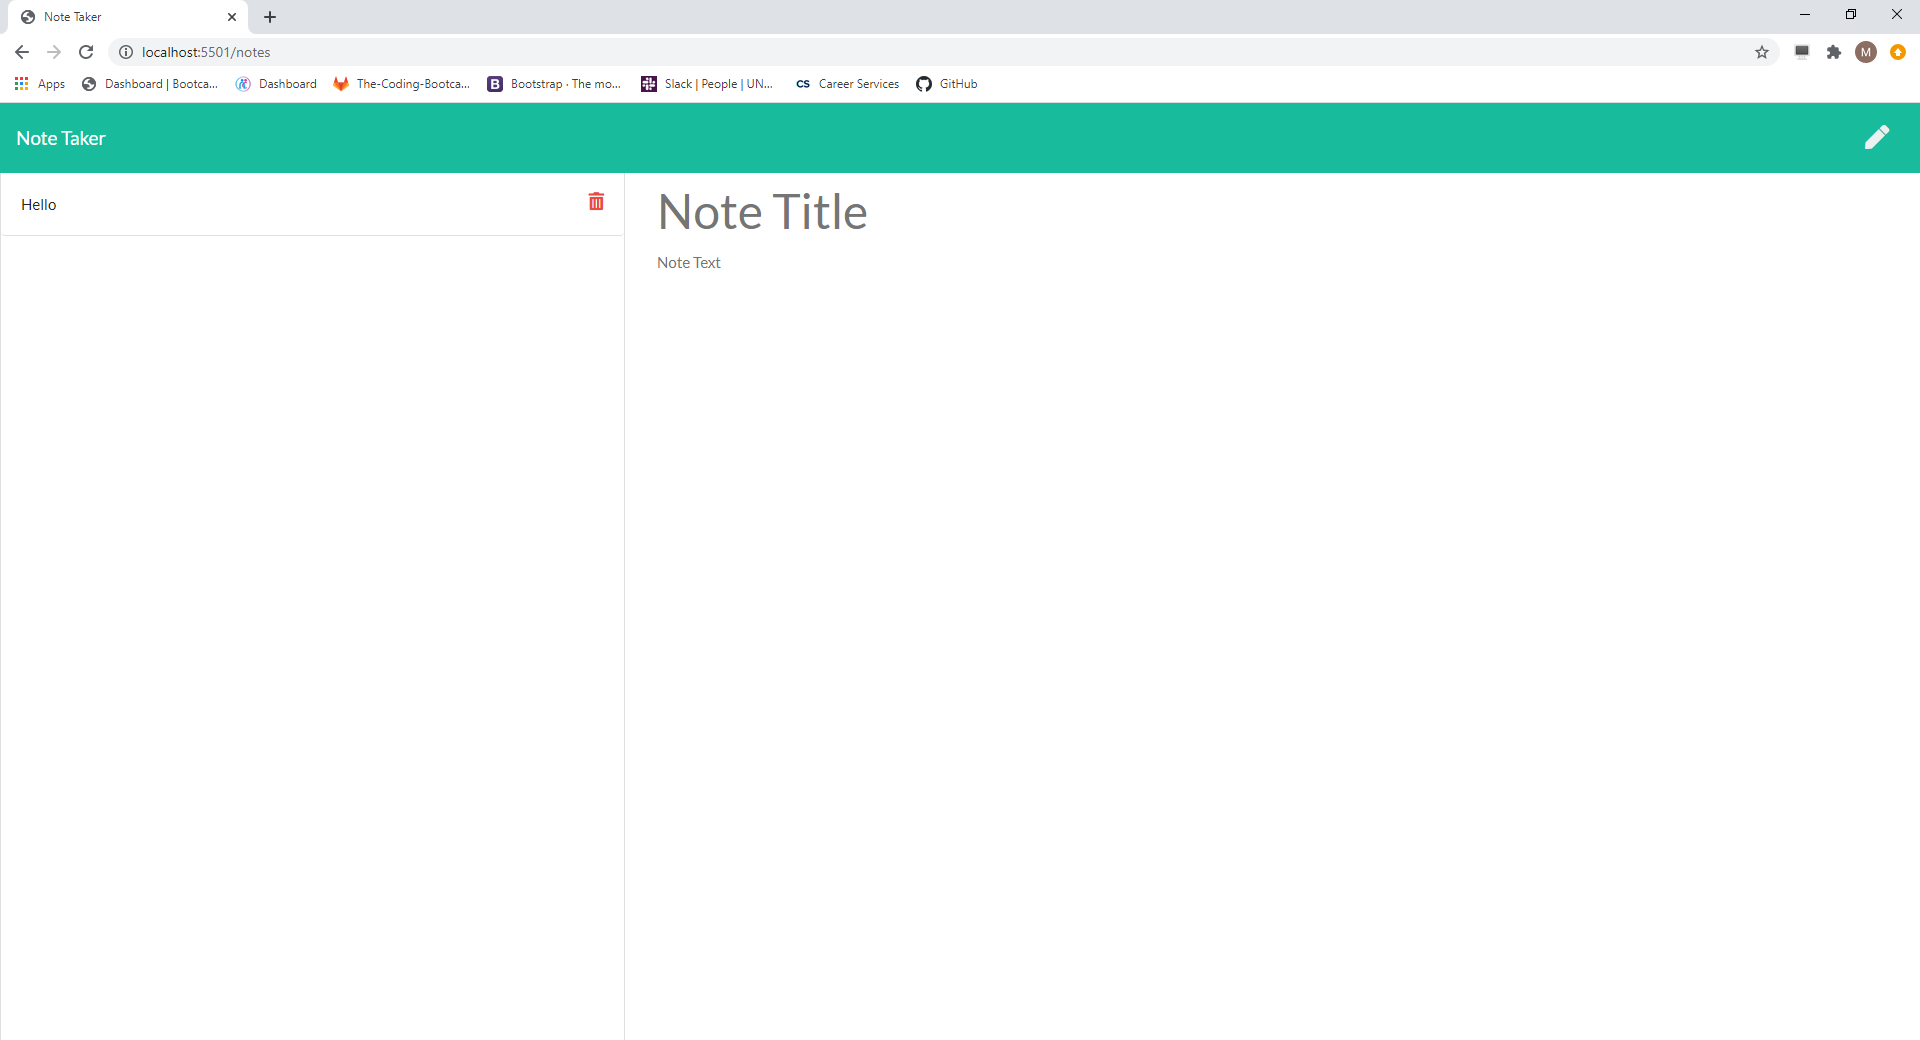 Note Taker
localhost:5501/notes
M
Apps
Dashboard | Bootca...
Dashboard
The-Coding-Bootca...
B
Bootstrap · The mo...
Slack | People | UN...
CS
Career Services
GitHub
Note Taker
Hello
Note Title
Note Text